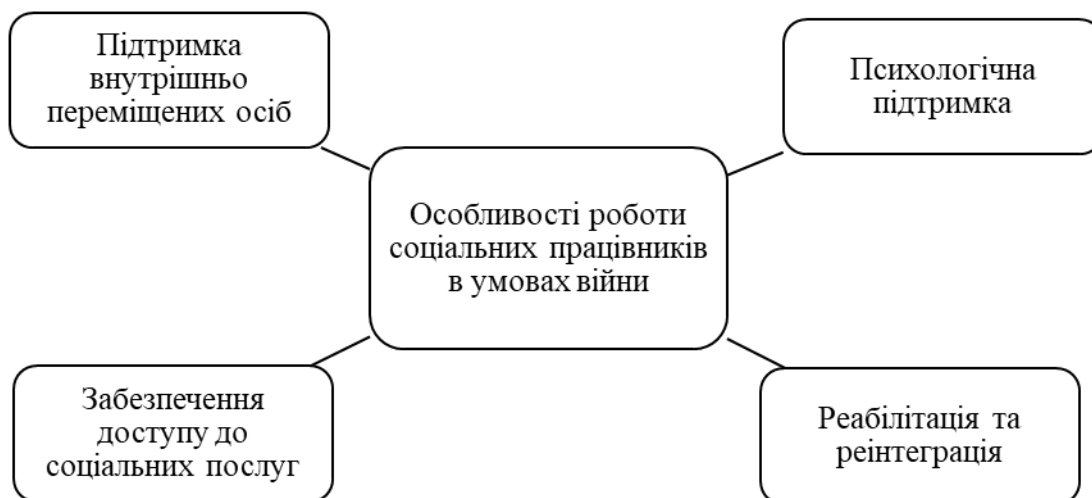 Підтримка
внутрішньо
переміщених осіб
Психологічна
підтримка
Особливості роботи
соціальних працівників
в умовах війни
Забезпечення
доступу до
соціальних послуг
Реабілітація та
реінтеграція